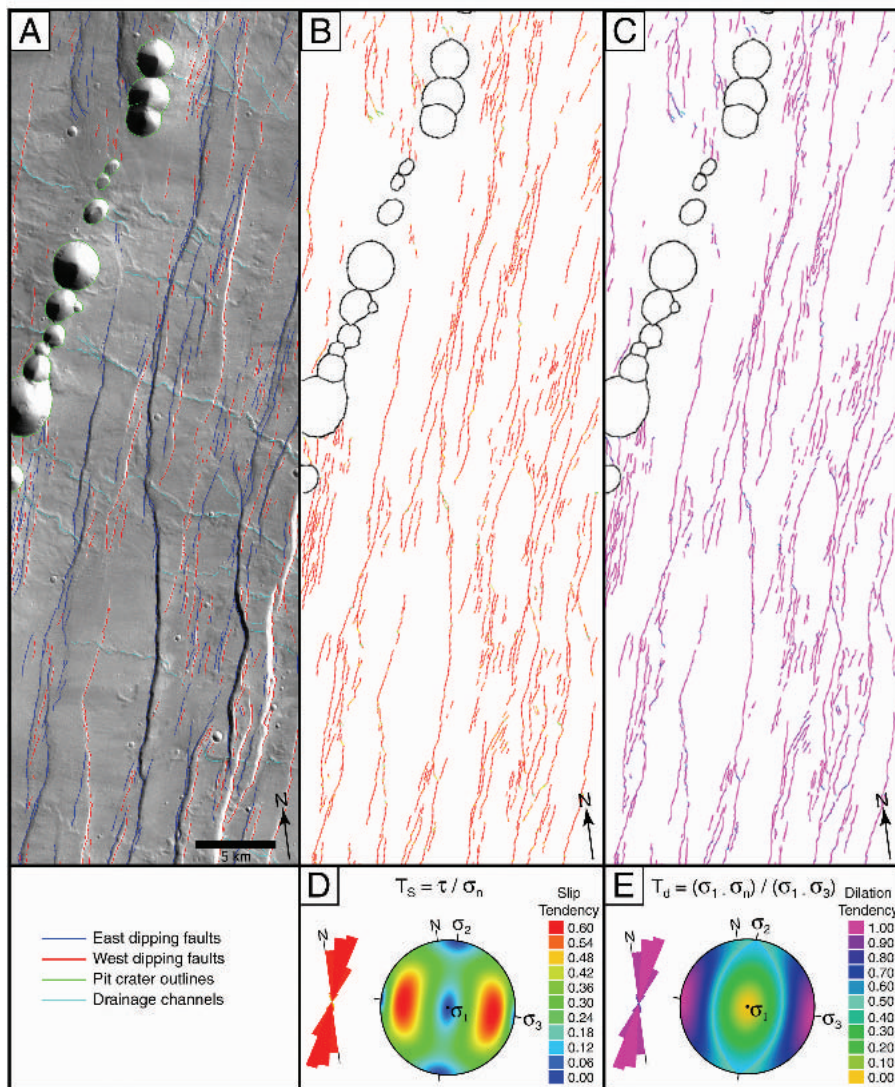 A
B
C
N
N
N
5 km
East dipping faults
West dipping faults
Pit crater outlines
Drainage channels
D
T_S = τ / σ_n
Slip
Tendency
N
N
σ_2
σ_1
σ_3
0.60
0.54
0.48
0.42
0.36
0.30
0.24
0.18
0.12
0.06
0.00
E
T_d = (σ_1 - σ_n) / (σ_1 - σ_3)
Dilation
Tendency
N
N
σ_2
σ_1
σ_3
1.00
0.90
0.80
0.70
0.60
0.50
0.40
0.30
0.20
0.10
0.00